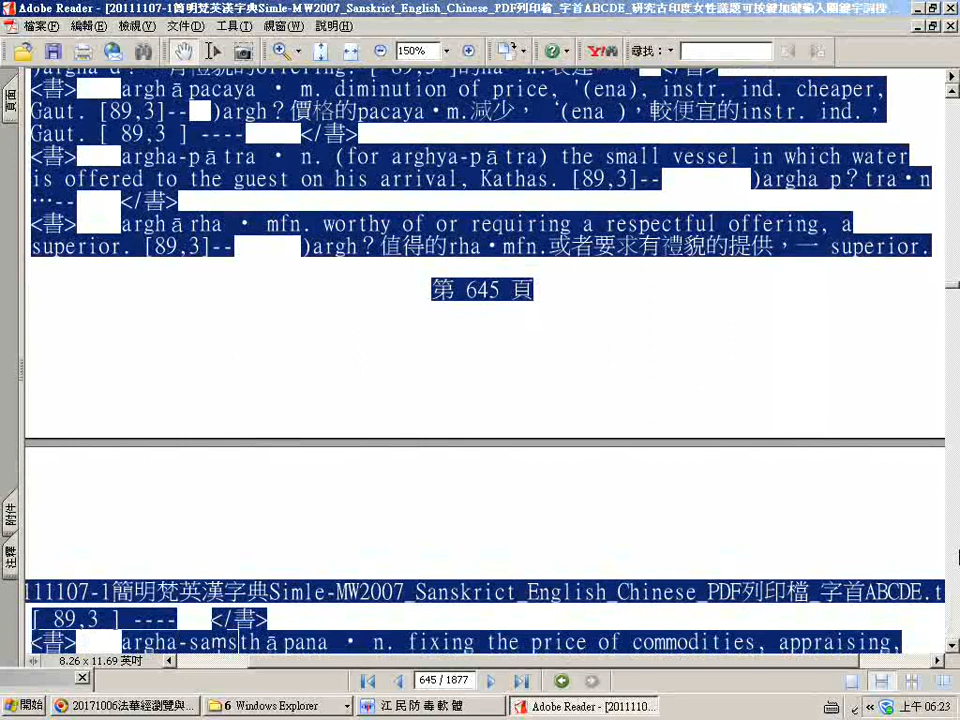 Adobe Reader - [20111107-1簡明梵英漢字典Simle-MW2007_Sanskrict_English_Chinese_PDF列印檔_字首ABCDE_研究古印度女性議題可按鍵加鍵輸入關鍵字詞搜
檔案(F) 編輯(E) 檢視(V) 文件(D) 工具(T) 視窗(W) 說明(H)
150% 尋找：
頁面
<書> arghāpacaya • m. diminution of price, '(ena), instr. ind. cheaper,
Gaut. [89,3]-- )argh？價格的pacaya•m.減少，‘(ena )，較便宜的instr. ind.，
Gaut. [ 89,3 ] ---- </書>
<書> argha-pātra • n. (for arghya-pātra) the small vessel in which water
is offered to the guest on his arrival, Kathas. [89,3]-- )argha p？tra•n
…-- </書>
<書> arghārha • mfn. worthy of or requiring a respectful offering, a
superior. [89,3]-- )argh？值得的rha•mfn.或者要求有禮貌的提供，一 superior.
第 645 頁
附件
註釋
111107-1簡明梵英漢字典Simle-MW2007_Sanskrict_English_Chinese_PDF列印檔_字首ABCDE.t
[ 89,3 ] ---- </書>
<書> argha-saṃsthāpana • n. fixing the price of commodities, appraising,
8.26 x 11.69 英吋
645 / 1877
開始 20171006法華經瀏覽與... 6 Windows Explorer 江民防毒軟體 Adobe Reader - [2011110... 上午 06:23